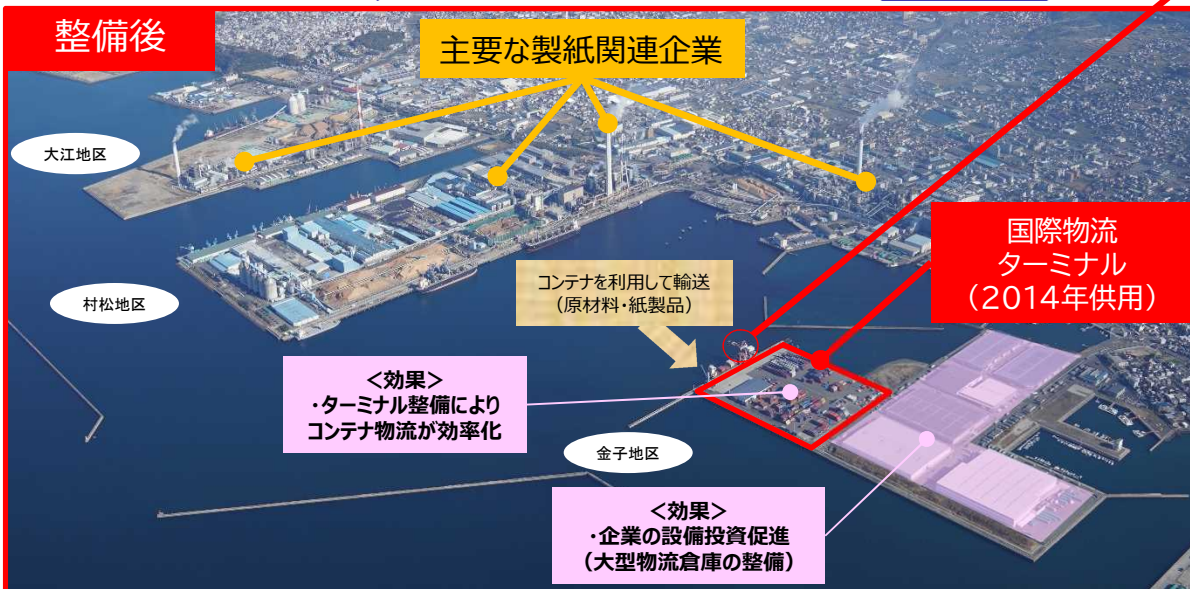 整備後
主要な製紙関連企業
大江地区
村松地区
コンテナを利用して輸送
(原材料・紙製品)
国際物流
ターミナル
(2014年供用)
<効果>
・ターミナル整備により
コンテナ物流が効率化
金子地区
<効果>
・企業の設備投資促進
(大型物流倉庫の整備)